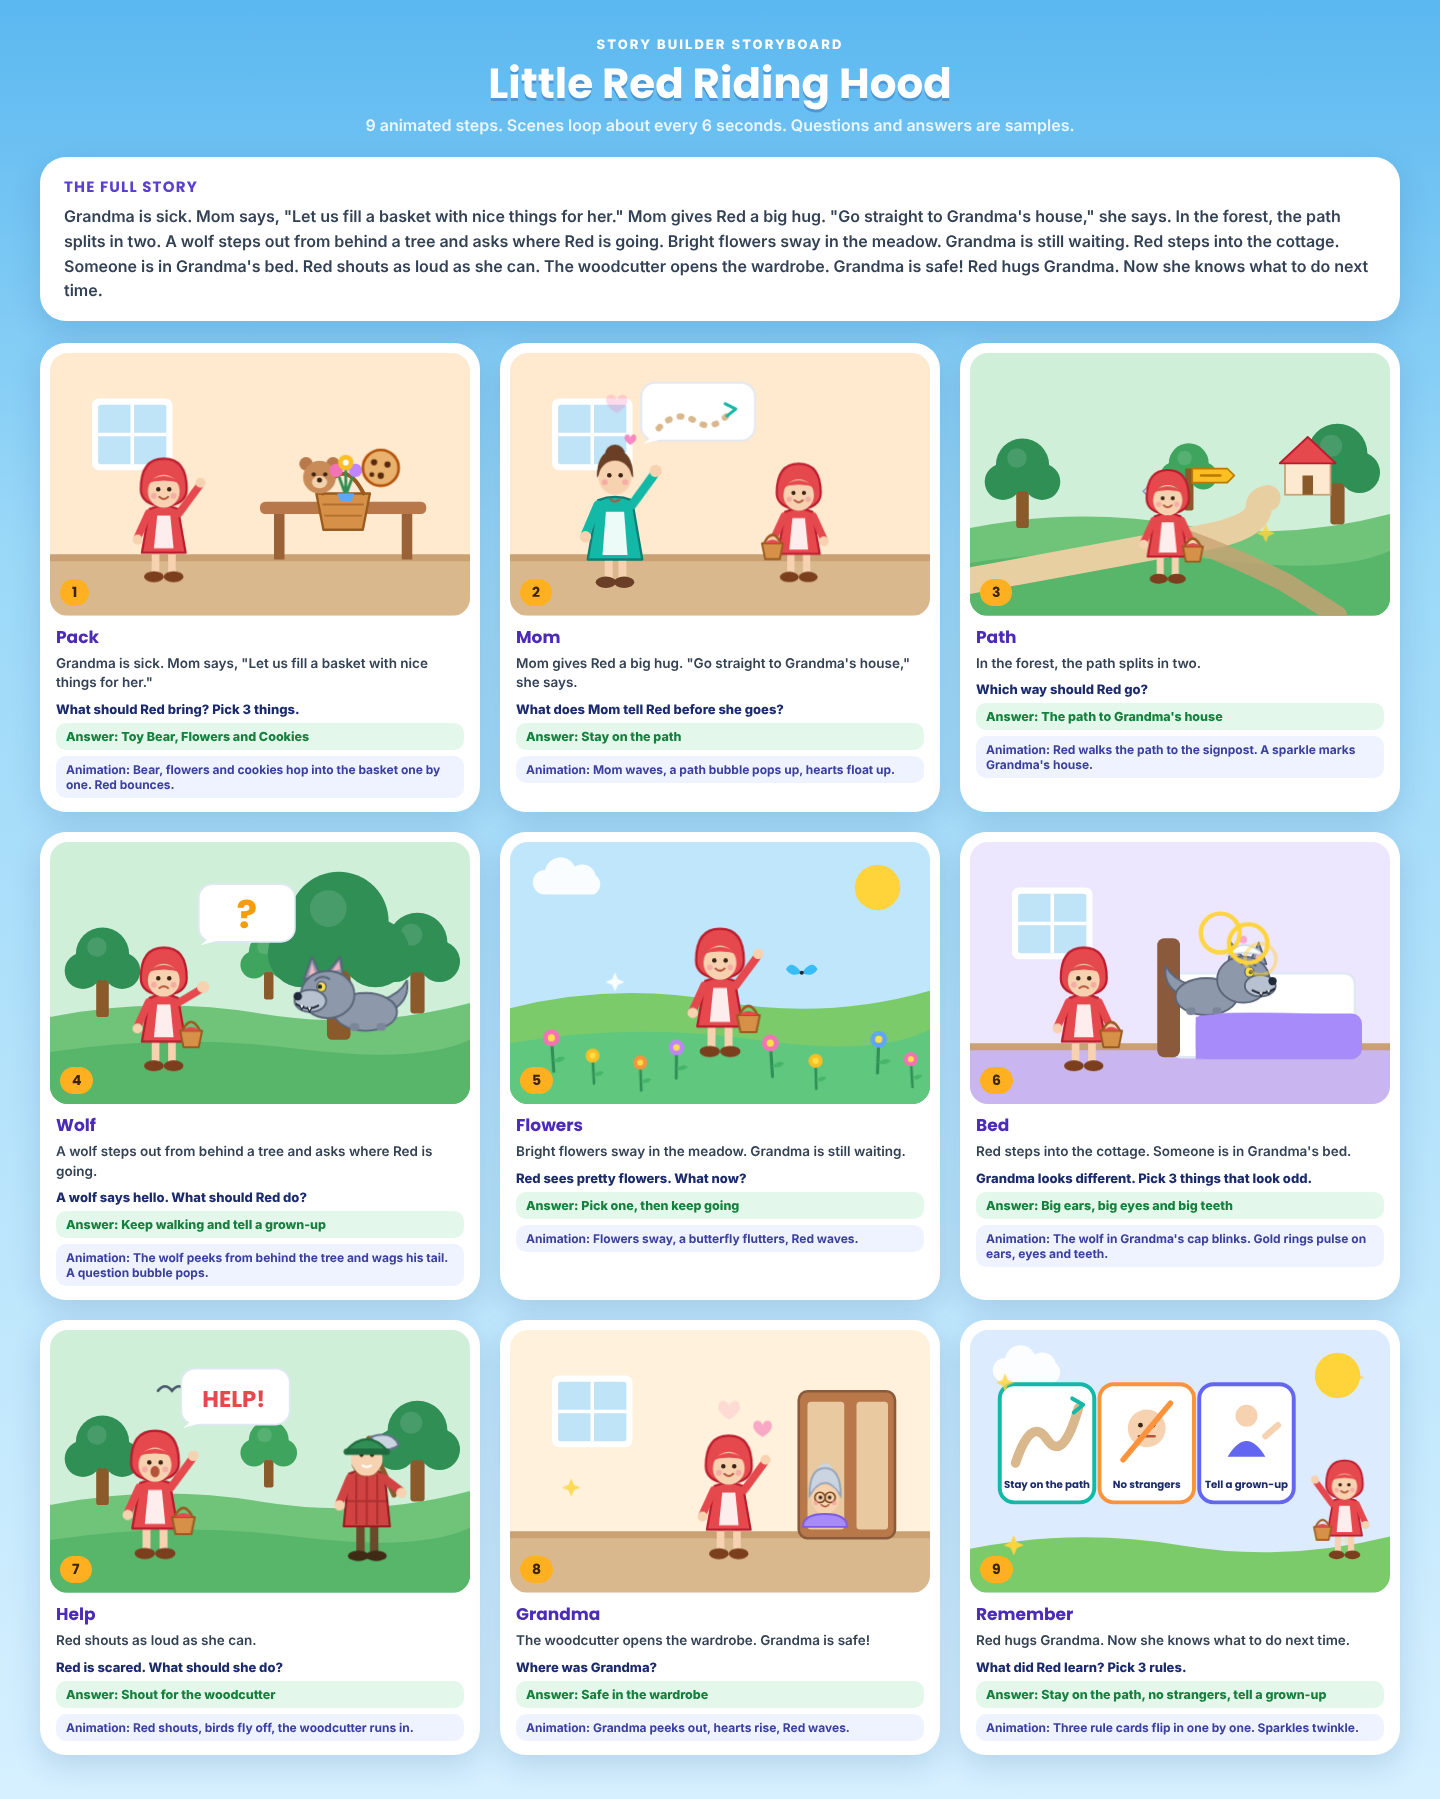 STORY BUILDER STORYBOARD
Little Red Riding Hood
9 animated steps. Scenes loop about every 6 seconds. Questions and answers are samples.
THE FULL STORY
Grandma is sick. Mom says, "Let us fill a basket with nice things for her." Mom gives Red a big hug. "Go straight to Grandma's house," she says. In the forest, the path
splits in two. A wolf steps out from behind a tree and asks where Red is going. Bright flowers sway in the meadow. Grandma is still waiting. Red steps into the cottage.
Someone is in Grandma's bed. Red shouts as loud as she can. The woodcutter opens the wardrobe. Grandma is safe! Red hugs Grandma. Now she knows what to do next
time.
1
Pack
Grandma is sick. Mom says, "Let us fill a basket with nice
things for her."
What should Red bring? Pick 3 things.
Answer: Toy Bear, Flowers and Cookies
Animation: Bear, flowers and cookies hop into the basket one by
one. Red bounces.
2
Mom
Mom gives Red a big hug. "Go straight to Grandma's house,"
she says.
What does Mom tell Red before she goes?
Answer: Stay on the path
Animation: Mom waves, a path bubble pops up, hearts float up.
3
Path
In the forest, the path splits in two.
Which way should Red go?
Answer: The path to Grandma's house
Animation: Red walks the path to the signpost. A sparkle marks
Grandma's house.
?
4
Wolf
A wolf steps out from behind a tree and asks where Red is
going.
A wolf says hello. What should Red do?
Answer: Keep walking and tell a grown-up
Animation: The wolf peeks from behind the tree and wags his tail.
A question bubble pops.
5
Flowers
Bright flowers sway in the meadow. Grandma is still waiting.
Red sees pretty flowers. What now?
Answer: Pick one, then keep going
Animation: Flowers sway, a butterfly flutters, Red waves.
6
Bed
Red steps into the cottage. Someone is in Grandma's bed.
Grandma looks different. Pick 3 things that look odd.
Answer: Big ears, big eyes and big teeth
Animation: The wolf in Grandma's cap blinks. Gold rings pulse on
ears, eyes and teeth.
HELP!
7
Help
Red shouts as loud as she can.
Red is scared. What should she do?
Answer: Shout for the woodcutter
Animation: Red shouts, birds fly off, the woodcutter runs in.
8
Grandma
The woodcutter opens the wardrobe. Grandma is safe!
Where was Grandma?
Answer: Safe in the wardrobe
Animation: Grandma peeks out, hearts rise, Red waves.
Stay on the path
No strangers
Tell a grown-up
9
Remember
Red hugs Grandma. Now she knows what to do next time.
What did Red learn? Pick 3 rules.
Answer: Stay on the path, no strangers, tell a grown-up
Animation: Three rule cards flip in one by one. Sparkles twinkle.